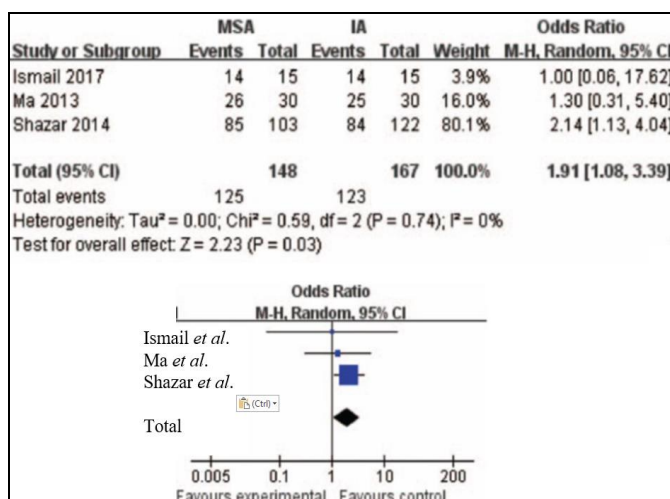 MSA IA Odds Ratio
Study or Subgroup Events Total Events Total Weight M-H, Random, 95% CI
Ismail 2017 14 15 14 15 3.9% 1.00 [0.06, 17.62]
Ma 2013 26 30 25 30 16.0% 1.30 [0.31, 5.40]
Shazar 2014 85 103 84 122 80.1% 2.14 [1.13, 4.04]
Total (95% CI) 148 167 100.0% 1.91 [1.08, 3.39]
Total events 125 123
Heterogeneity: Tau² = 0.00; Chi² = 0.59, df = 2 (P = 0.74); I² = 0%
Test for overall effect: Z = 2.23 (P = 0.03)
Odds Ratio
M-H, Random, 95% CI
Ismail et al.
Ma et al.
Shazar et al.
(Ctrl)
Total
0.005 0.1 1 10 200
Favours experimental Favours control